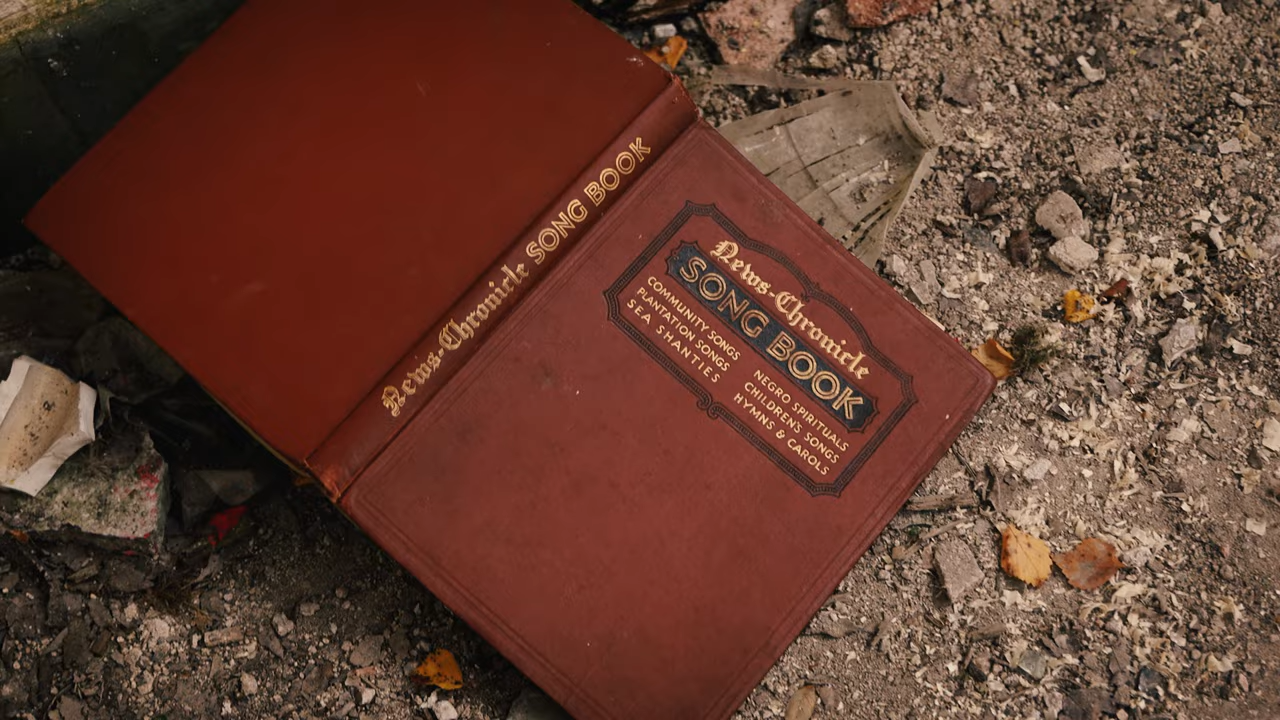 News-Chronicle SONG BOOK
News-Chronicle
SONG BOOK
COMMUNITY SONGS
PLANTATION SONGS
SEA SHANTIES
NEGRO SPIRITUALS
CHILDREN'S SONGS
HYMNS & CAROLS